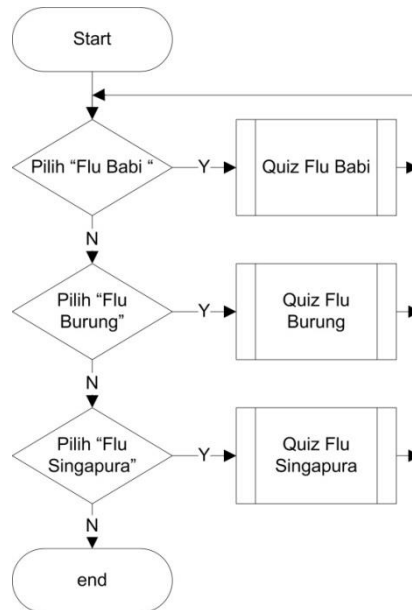 Start
Pilih “Flu Babi “
Y
Quiz Flu Babi
N
Pilih “Flu
Burung”
Y
Quiz Flu
Burung
N
Pilih “Flu
Singapura”
Y
Quiz Flu
Singapura
N
end